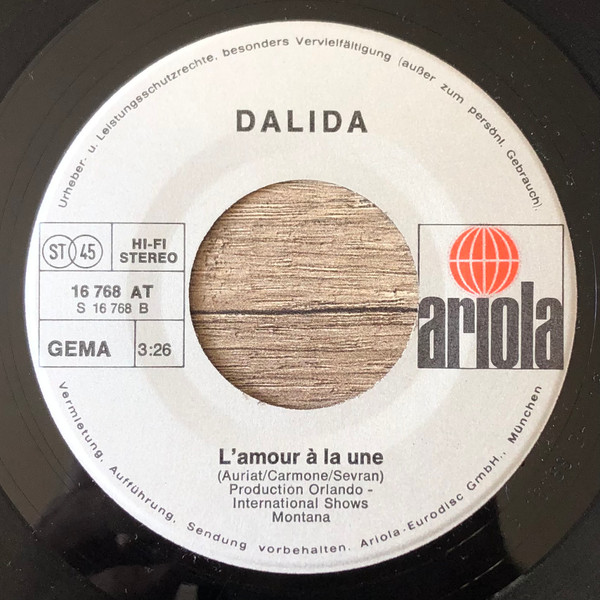 Urheber- u. Leistungsschutzrechte, besonders Vervielfältigung (außer zum persönl. Gebrauch),
DALIDA
ST 45
HI-FI
STEREO
16 768 AT
S 16 768 B
GEMA
3:26
ariola
L'amour à la une
(Auriat/Carmone/Sevran)
Production Orlando -
International Shows
Montana
Vermietung, Aufführung, Sendung vorbehalten. Ariola-Eurodisc GmbH., München